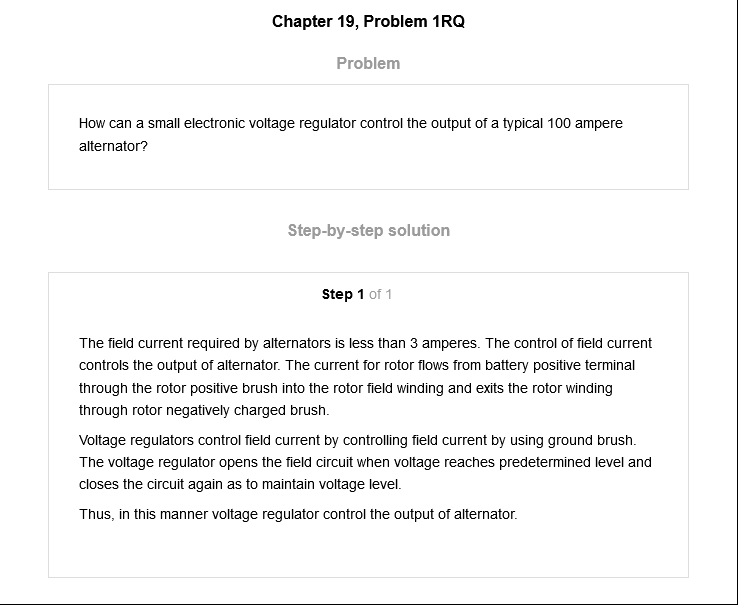 Chapter 19, Problem 1RQ
Problem
How can a small electronic voltage regulator control the output of a typical 100 ampere
alternator?
Step-by-step solution
Step 1 of 1
The field current required by alternators is less than 3 amperes. The control of field current
controls the output of alternator. The current for rotor flows from battery positive terminal
through the rotor positive brush into the rotor field winding and exits the rotor winding
through rotor negatively charged brush.
Voltage regulators control field current by controlling field current by using ground brush.
The voltage regulator opens the field circuit when voltage reaches predetermined level and
closes the circuit again as to maintain voltage level.
Thus, in this manner voltage regulator control the output of alternator.